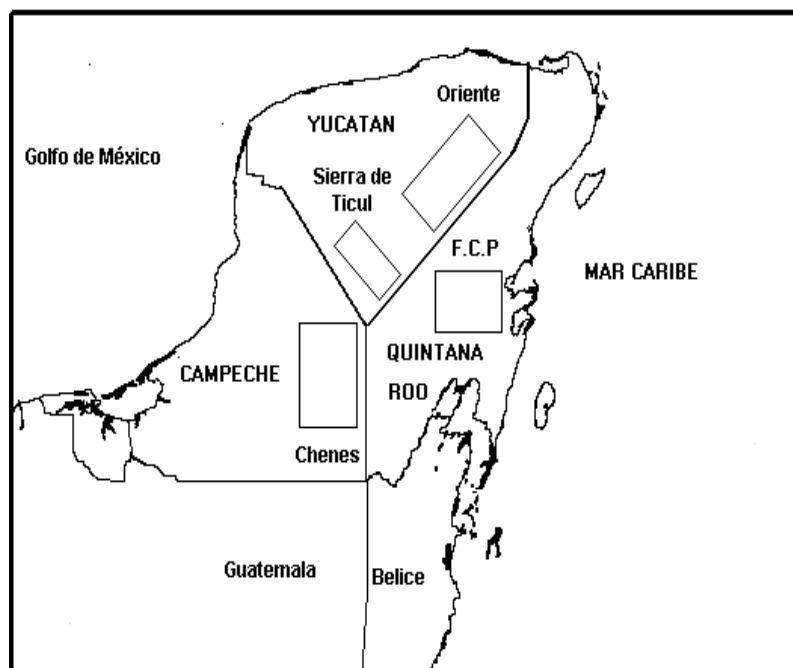 Oriente
YUCATAN
Golfo de México
Sierra de
Ticul
F.C.P
MAR CARIBE
QUINTANA
ROO
CAMPECHE
Chenes
Guatemala
Belice